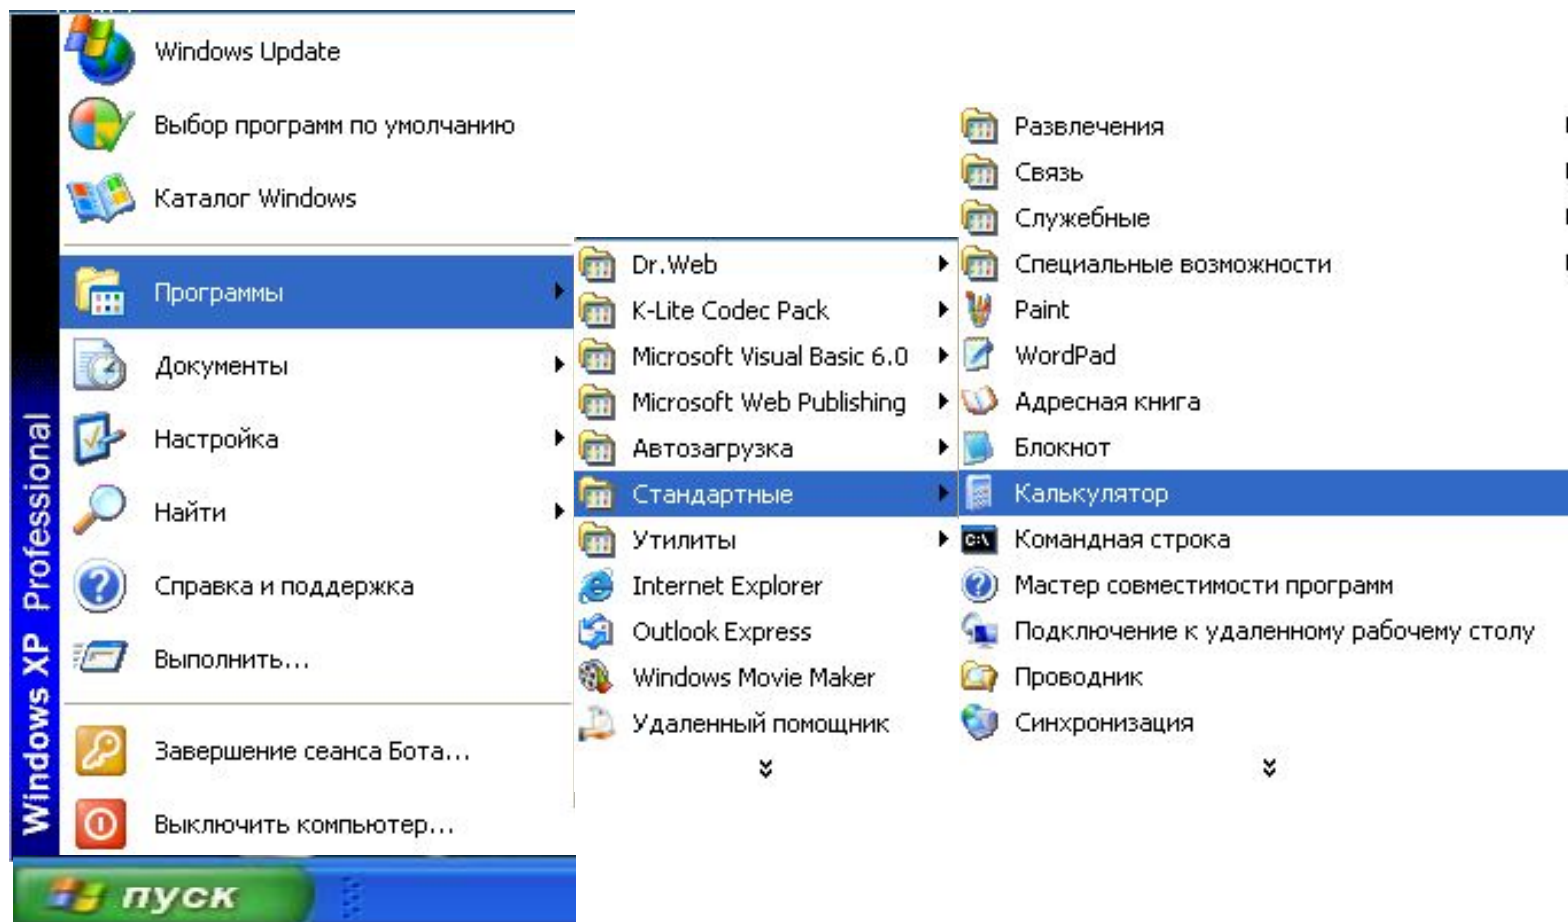 Windows Update
Выбор программ по умолчанию
Каталог Windows
Программы
Документы
Настройка
Найти
Справка и поддержка
Выполнить...
Завершение сеанса Бота...
Выключить компьютер...
Windows XP Professional
пуск
Dr.Web
K-Lite Codec Pack
Microsoft Visual Basic 6.0
Microsoft Web Publishing
Автозагрузка
Стандартные
Утилиты
Internet Explorer
Outlook Express
Windows Movie Maker
Удаленный помощник
Развлечения
Связь
Служебные
Специальные возможности
Paint
WordPad
Адресная книга
Блокнот
Калькулятор
C:\
Командная строка
Мастер совместимости программ
Подключение к удаленному рабочему столу
Проводник
Синхронизация